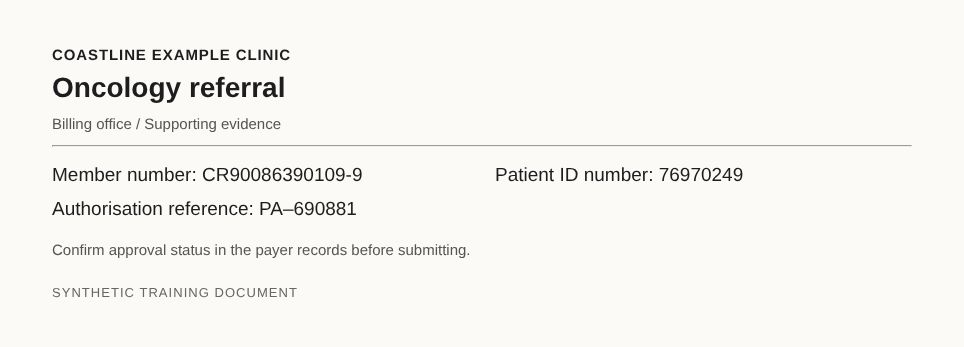 COASTLINE EXAMPLE CLINIC
Oncology referral
Billing office / Supporting evidence
Member number: CR90086390109-9
Patient ID number: 76970249
Authorisation reference: PA–690881
Confirm approval status in the payer records before submitting.
SYNTHETIC TRAINING DOCUMENT